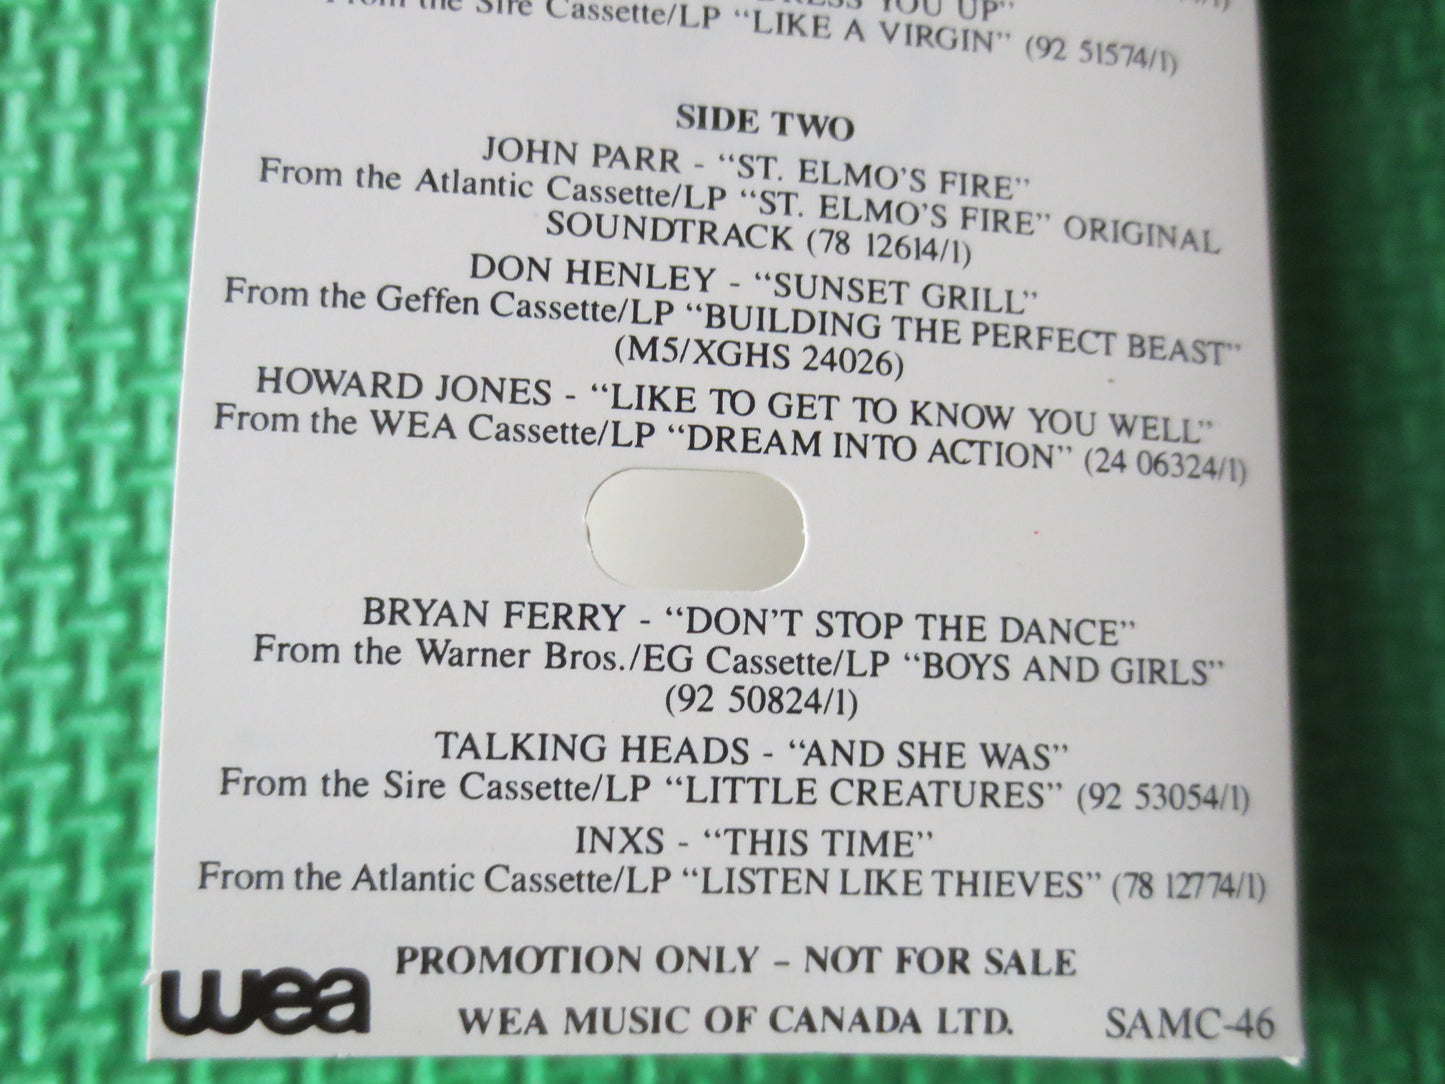 DRESS YOU UP"
From the Sire Cassette/LP "LIKE A VIRGIN" (92 51574/1)
SIDE TWO
JOHN PARR - "ST. ELMO'S FIRE"
From the Atlantic Cassette/LP "ST. ELMO'S FIRE" ORIGINAL
SOUNDTRACK (78 12614/1)
DON HENLEY - "SUNSET GRILL"
From the Geffen Cassette/LP "BUILDING THE PERFECT BEAST"
(M5/XGHS 24026)
HOWARD JONES - "LIKE TO GET TO KNOW YOU WELL"
From the WEA Cassette/LP "DREAM INTO ACTION" (24 06324/1)
BRYAN FERRY - "DON'T STOP THE DANCE"
From the Warner Bros./EG Cassette/LP "BOYS AND GIRLS"
(92 50824/1)
TALKING HEADS - "AND SHE WAS"
From the Sire Cassette/LP "LITTLE CREATURES" (92 53054/1)
INXS - "THIS TIME"
From the Atlantic Cassette/LP "LISTEN LIKE THIEVES" (78 12774/1)
PROMOTION ONLY - NOT FOR SALE
wea
WEA MUSIC OF CANADA LTD. SAMC-46